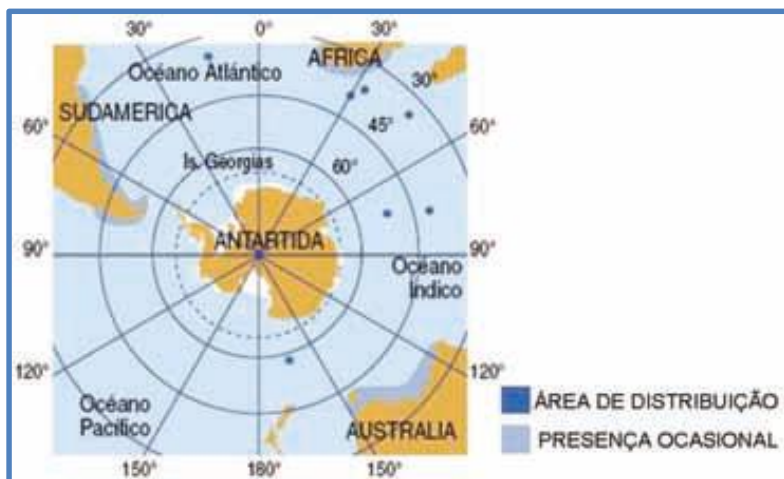 30° 0° 30°
AFRICA
Océano Atlántico
30°
SUDAMERICA
45°
60° 60°
Is. Georgias 60°
ANTARTIDA
90° 90°
Océano
Indico
120° 120°
ÁREA DE DISTRIBUIÇÃO
Océano
Pacífico
AUSTRALIA
PRESENÇA OCASIONAL
150° 180° 150°